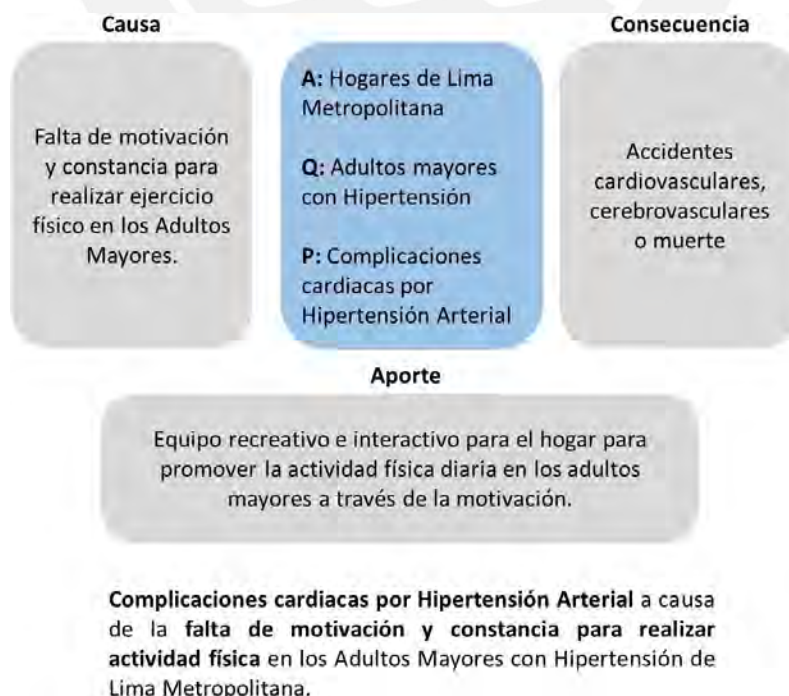 Causa
Falta de motivación
y constancia para
realizar ejercicio
físico en los Adultos
Mayores.
A: Hogares de Lima
Metropolitana
Q: Adultos mayores
con Hipertensión
P: Complicaciones
cardiacas por
Hipertensión Arterial
Consecuencia
Accidentes
cardiovasculares,
cerebrovasculares
o muerte
Aporte
Equipo recreativo e interactivo para el hogar para
promover la actividad física diaria en los adultos
mayores a través de la motivación.
Complicaciones cardiacas por Hipertensión Arterial a causa
de la falta de motivación y constancia para realizar
actividad física en los Adultos Mayores con Hipertensión de
Lima Metropolitana.